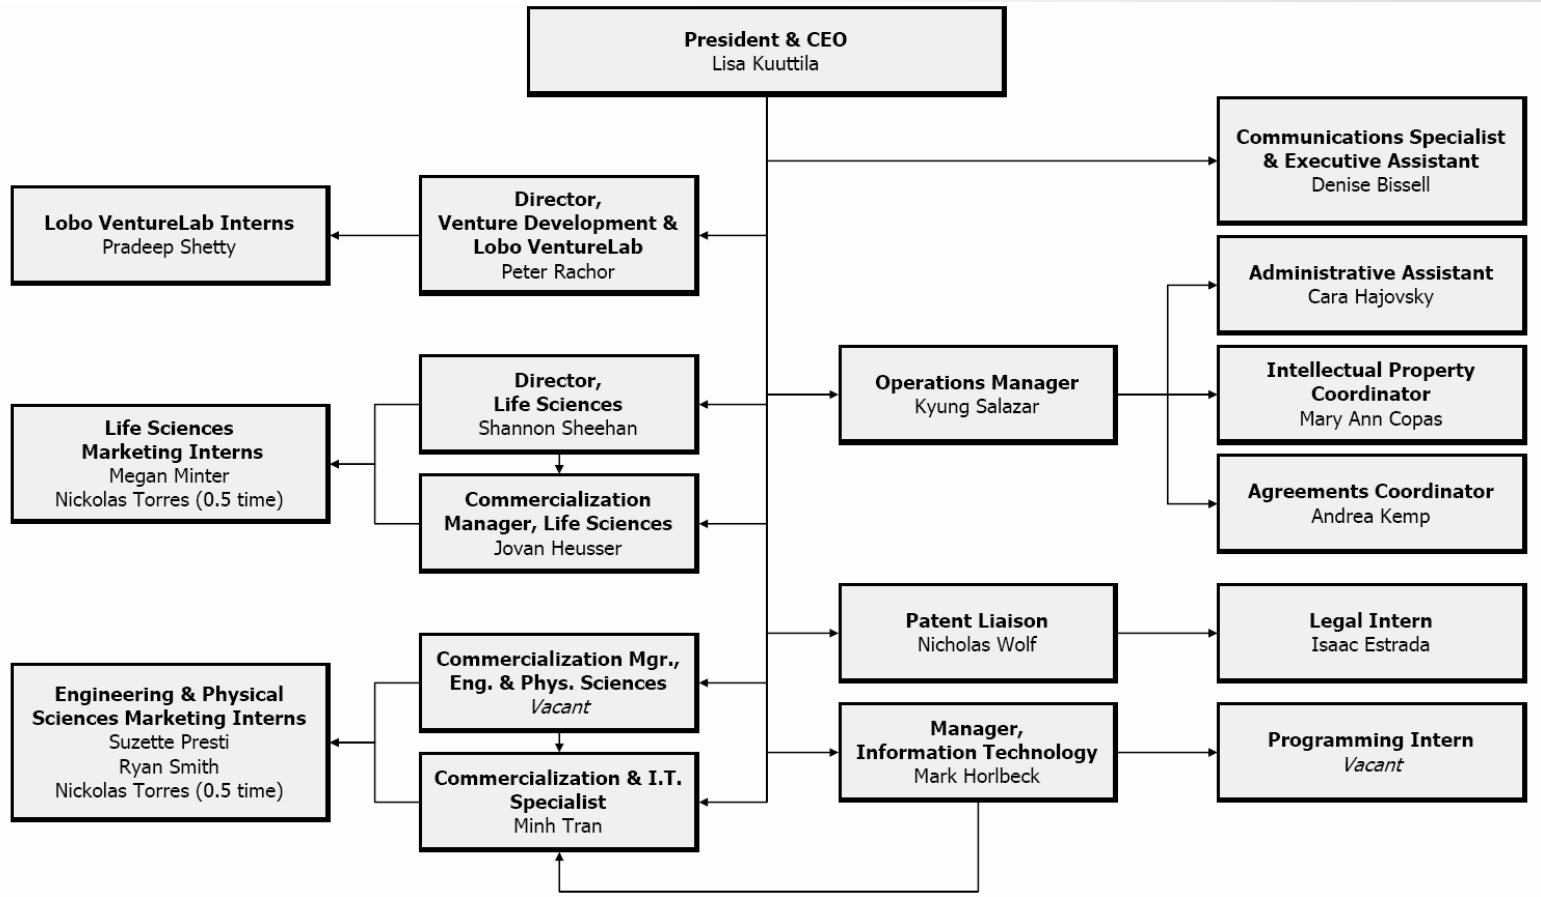 President & CEO
Lisa Kuuttila
Communications Specialist
& Executive Assistant
Denise Bissell
Lobo VentureLab Interns
Pradeep Shetty
Director,
Venture Development &
Lobo VentureLab
Peter Rachor
Administrative Assistant
Cara Hajovsky
Life Sciences
Marketing Interns
Megan Minter
Nickolas Torres (0.5 time)
Director,
Life Sciences
Shannon Sheehan
Commercialization
Manager, Life Sciences
Jovan Heusser
Operations Manager
Kyung Salazar
Intellectual Property
Coordinator
Mary Ann Copas
Agreements Coordinator
Andrea Kemp
Engineering & Physical
Sciences Marketing Interns
Suzette Presti
Ryan Smith
Nickolas Torres (0.5 time)
Commercialization Mgr.,
Eng. & Phys. Sciences
Vacant
Commercialization & I.T.
Specialist
Minh Tran
Patent Liaison
Nicholas Wolf
Legal Intern
Isaac Estrada
Manager,
Information Technology
Mark Horlbeck
Programming Intern
Vacant